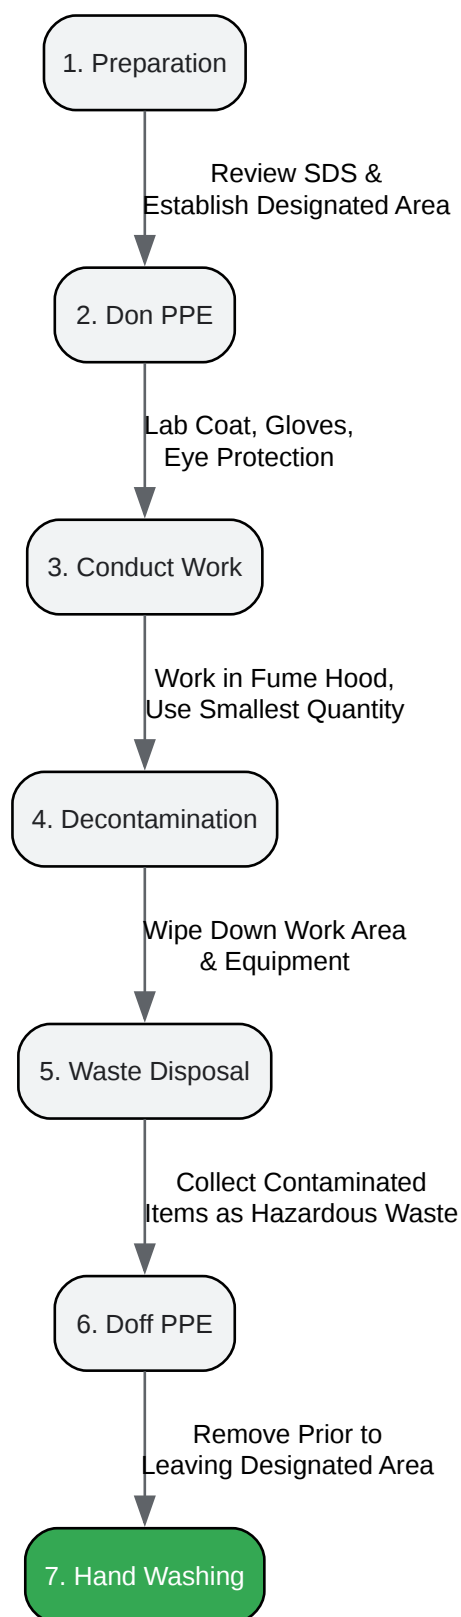 1. Preparation
Review SDS &
Establish Designated Area
2. Don PPE
Lab Coat, Gloves,
Eye Protection
3. Conduct Work
Work in Fume Hood,
Use Smallest Quantity
4. Decontamination
Wipe Down Work Area
& Equipment
5. Waste Disposal
Collect Contaminated
Items as Hazardous Waste
6. Doff PPE
Remove Prior to
Leaving Designated Area
7. Hand Washing